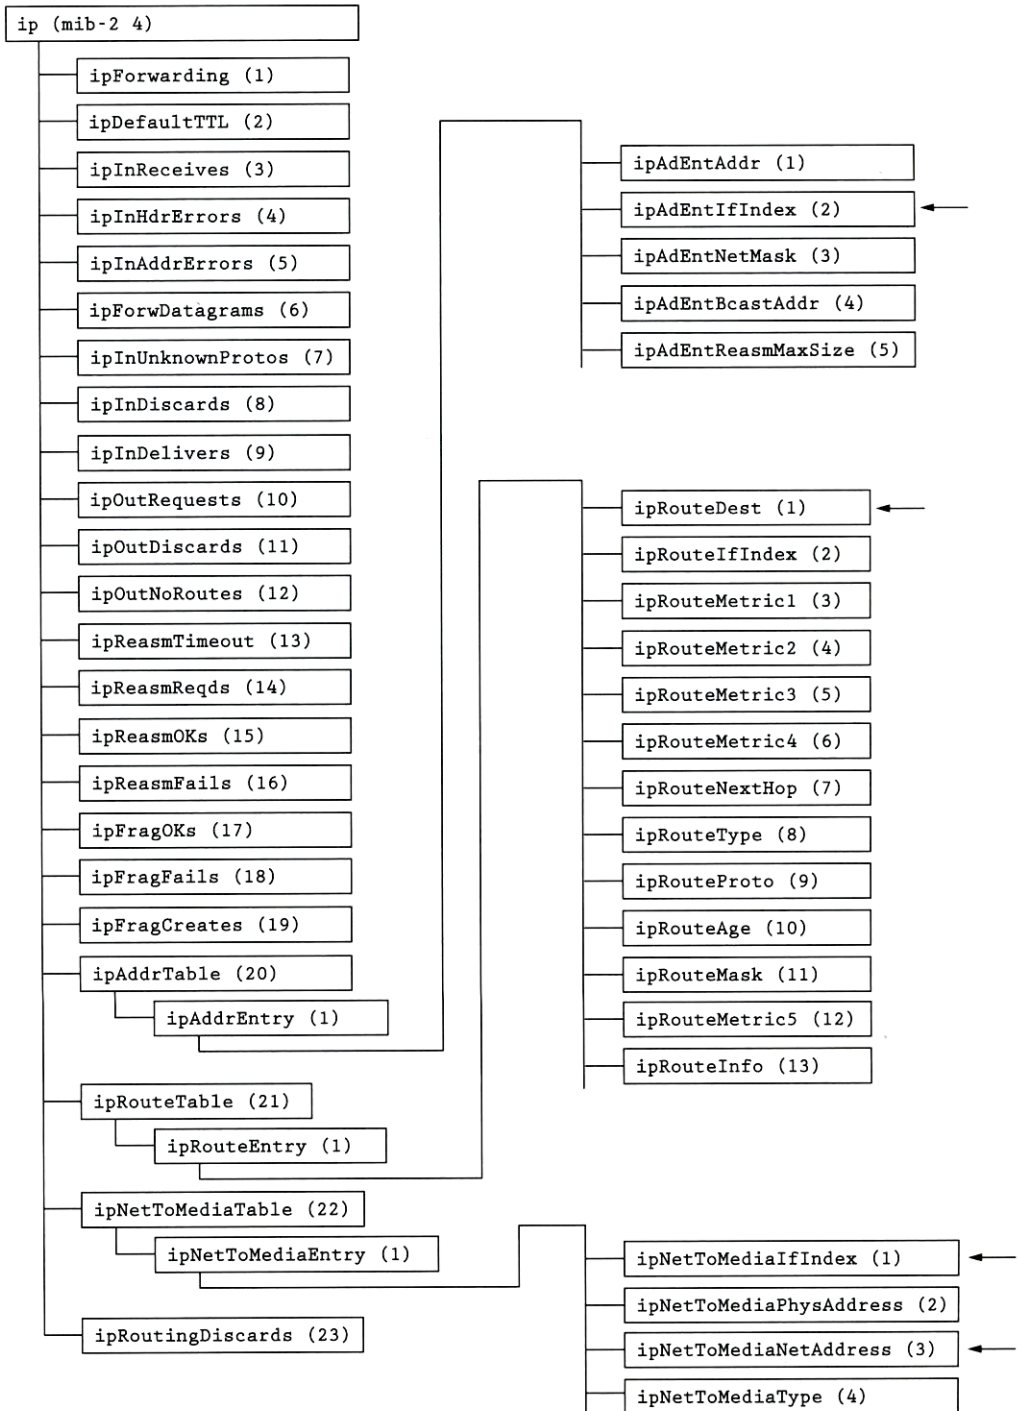 ip (mib-2 4)
ipForwarding (1)
ipDefaultTTL (2)
ipInReceives (3)
ipInHdrErrors (4)
ipInAddrErrors (5)
ipForwDatagrams (6)
ipInUnknownProtos (7)
ipInDiscards (8)
ipInDelivers (9)
ipOutRequests (10)
ipOutDiscards (11)
ipOutNoRoutes (12)
ipReasmTimeout (13)
ipReasmReqds (14)
ipReasmOKs (15)
ipReasmFails (16)
ipFragOKs (17)
ipFragFails (18)
ipFragCreates (19)
ipAddrTable (20)
ipAddrEntry (1)
ipRouteTable (21)
ipRouteEntry (1)
ipNetToMediaTable (22)
ipNetToMediaEntry (1)
ipRoutingDiscards (23)
ipAdEntAddr (1)
ipAdEntIfIndex (2)
ipAdEntNetMask (3)
ipAdEntBcastAddr (4)
ipAdEntReasmMaxSize (5)
ipRouteDest (1)
ipRouteIfIndex (2)
ipRouteMetric1 (3)
ipRouteMetric2 (4)
ipRouteMetric3 (5)
ipRouteMetric4 (6)
ipRouteNextHop (7)
ipRouteType (8)
ipRouteProto (9)
ipRouteAge (10)
ipRouteMask (11)
ipRouteMetric5 (12)
ipRouteInfo (13)
ipNetToMediaIfIndex (1)
ipNetToMediaPhysAddress (2)
ipNetToMediaNetAddress (3)
ipNetToMediaType (4)